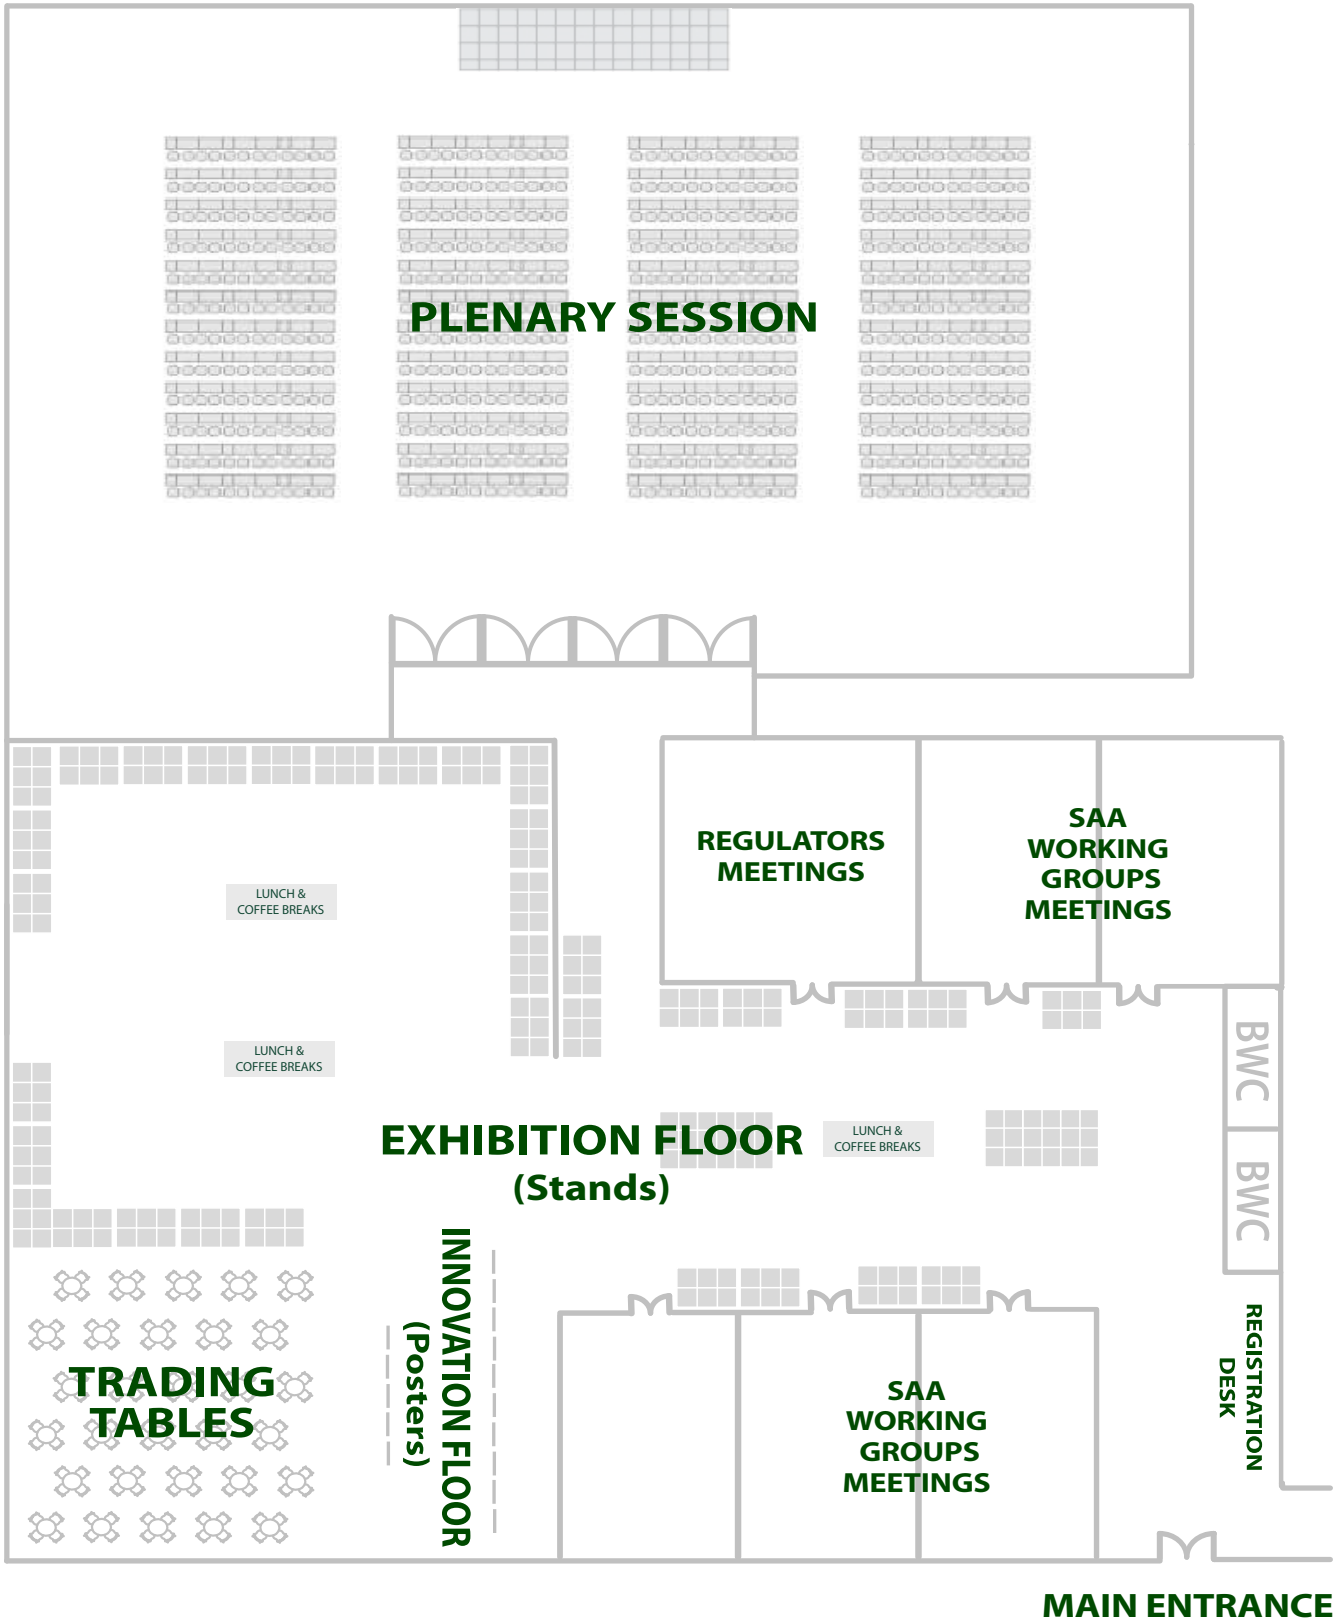 PLENARY SESSION
REGULATORS
MEETINGS
SAA
WORKING
GROUPS
MEETINGS
LUNCH &
COFFEE BREAKS
LUNCH &
COFFEE BREAKS
BWC
EXHIBITION FLOOR
(Stands)
LUNCH &
COFFEE BREAKS
BWC
INNOVATION FLOOR
(Posters)
REGISTRATION
DESK
TRADING
TABLES
SAA
WORKING
GROUPS
MEETINGS
MAIN ENTRANCE